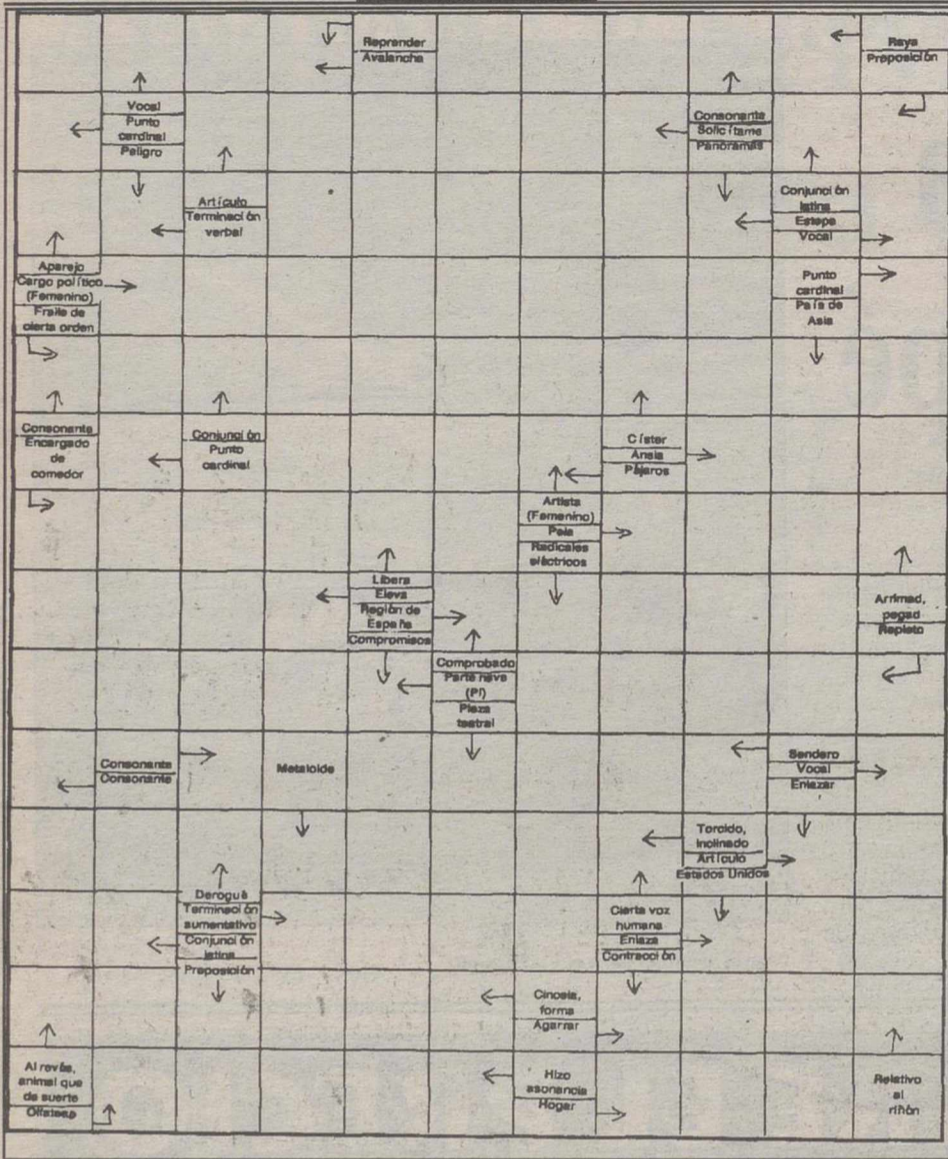 Reprender
Avalancha
Raya
Preposición
Vocal
Punto
cardinal
Peligro
Consonante
Solicítame
Panoramas
Artículo
Terminación
verbal
Conjunción
latina
Estepa
Vocal
Aparejo
Cargo político
(Femenino)
Fraile de
cierta orden
Punto
cardinal
País de
Asia
Consonante
Encargado
de
comedor
Conjunción
Punto
cardinal
Císter
Ansia
Pájaros
Artista
(Femenino)
Pela
Radicales
eléctricos
Libera
Eleva
Región de
España
Compromisos
Arrimad,
pegad
Repleto
Comprobado
Parte nave
(Pl)
Pieza
teatral
Consonante
Consonante
Metaloide
Sendero
Vocal
Enlazar
Torcido,
inclinado
Artículo
Estados Unidos
Derogué
Terminación
aumentativo
Conjunción
latina
Preposición
Cierta voz
humana
Enlaza
Contracción
Cincela,
forma
Agarrar
Al revés,
animal que
da suerte
Olfatea
Hizo
asonancia
Hogar
Relativo
al
riñón